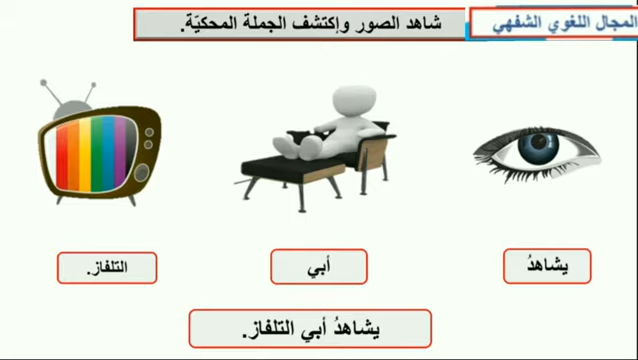 المجال اللغوي الشفهي
شاهد الصور وإكتشف الجملة المحكيّة.
يشاهدُ
أبي
التلفاز.
يشاهدُ أبي التلفاز.